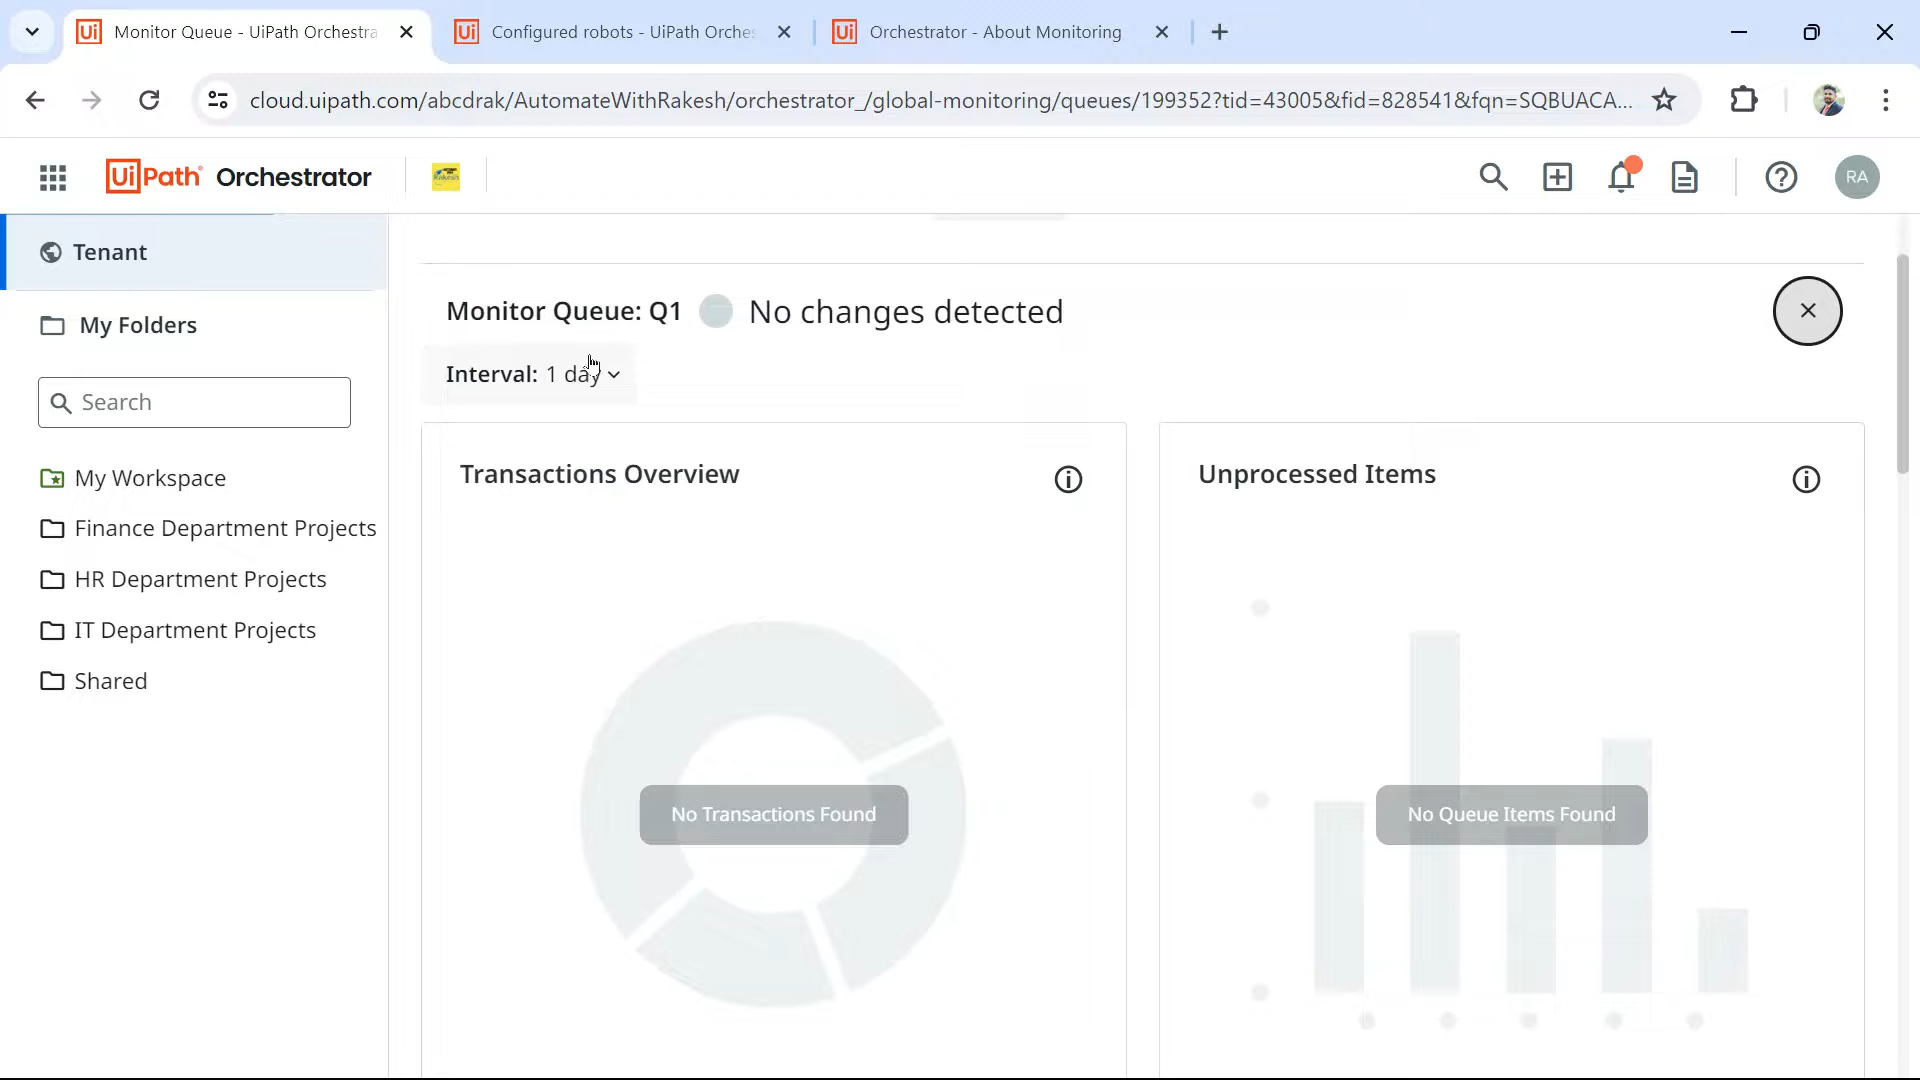 Monitor Queue - UiPath Orchestra
Configured robots - UiPath Orches
Orchestrator - About Monitoring
cloud.uipath.com/abcdrak/AutomateWithRakesh/orchestrator_/global-monitoring/queues/199352?tid=43005&fid=828541&fqn=SQBUACA...
UiPath Orchestrator
RA
Tenant
My Folders
Search
My Workspace
Finance Department Projects
HR Department Projects
IT Department Projects
Shared
Monitor Queue: Q1 No changes detected
Interval: 1 day
Transactions Overview
No Transactions Found
Unprocessed Items
No Queue Items Found